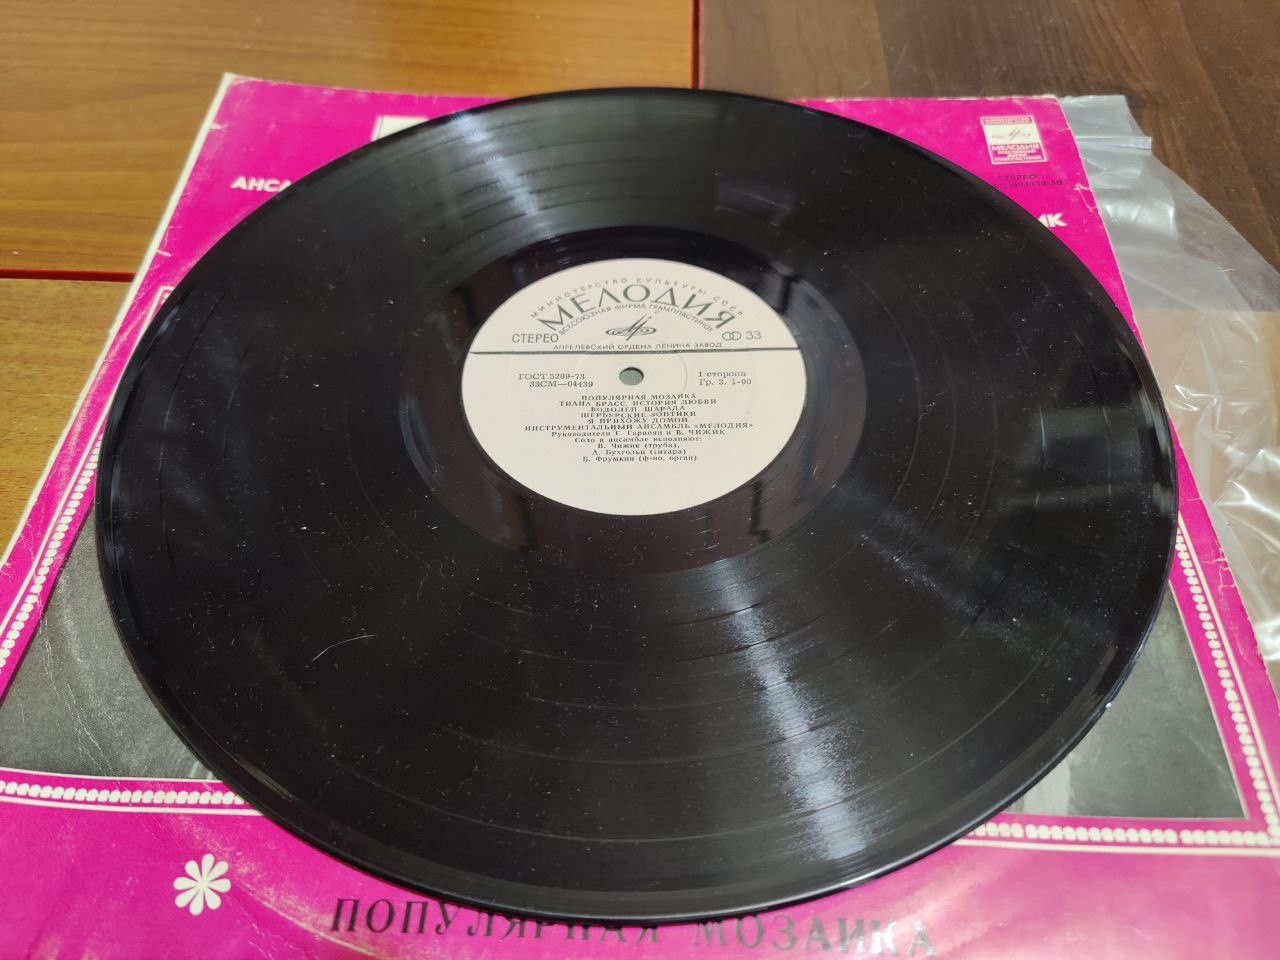 АНСА
МЕЛОДИЯ
СТЕРЕО
ИК
МИНИСТЕРСТВО КУЛЬТУРЫ СССР
МЕЛОДИЯ
ВСЕСОЮЗНАЯ ФИРМА ГРАМПЛАСТИНОК
СТЕРЕО
33
АПРЕЛЕВСКИЙ ОРДЕНА ЛЕНИНА ЗАВОД
ГОСТ 5289-73
33СМ—04439
1 сторона
Гр. 3. 1-90
ПОПУЛЯРНАЯ МОЗАИКА
ТИАНА БРАСС. ИСТОРИЯ ЛЮБВИ
ВОДОЛЕЙ. ШАРАДА
ШЕРБУРСКИЕ ЗОНТИКИ
Я ПРИХОЖУ ДОМОЙ
ИНСТРУМЕНТАЛЬНЫЙ АНСАМБЛЬ «МЕЛОДИЯ»
Руководители Г. Гаранян и В. ЧИЖИК
Соло в ансамбле исполняют:
В. Чижик (труба),
А. Бухгольц (гитара)
Б. Фрумкин (ф-но, орган)
ПОПУЛЯРНАЯ МОЗАИКА